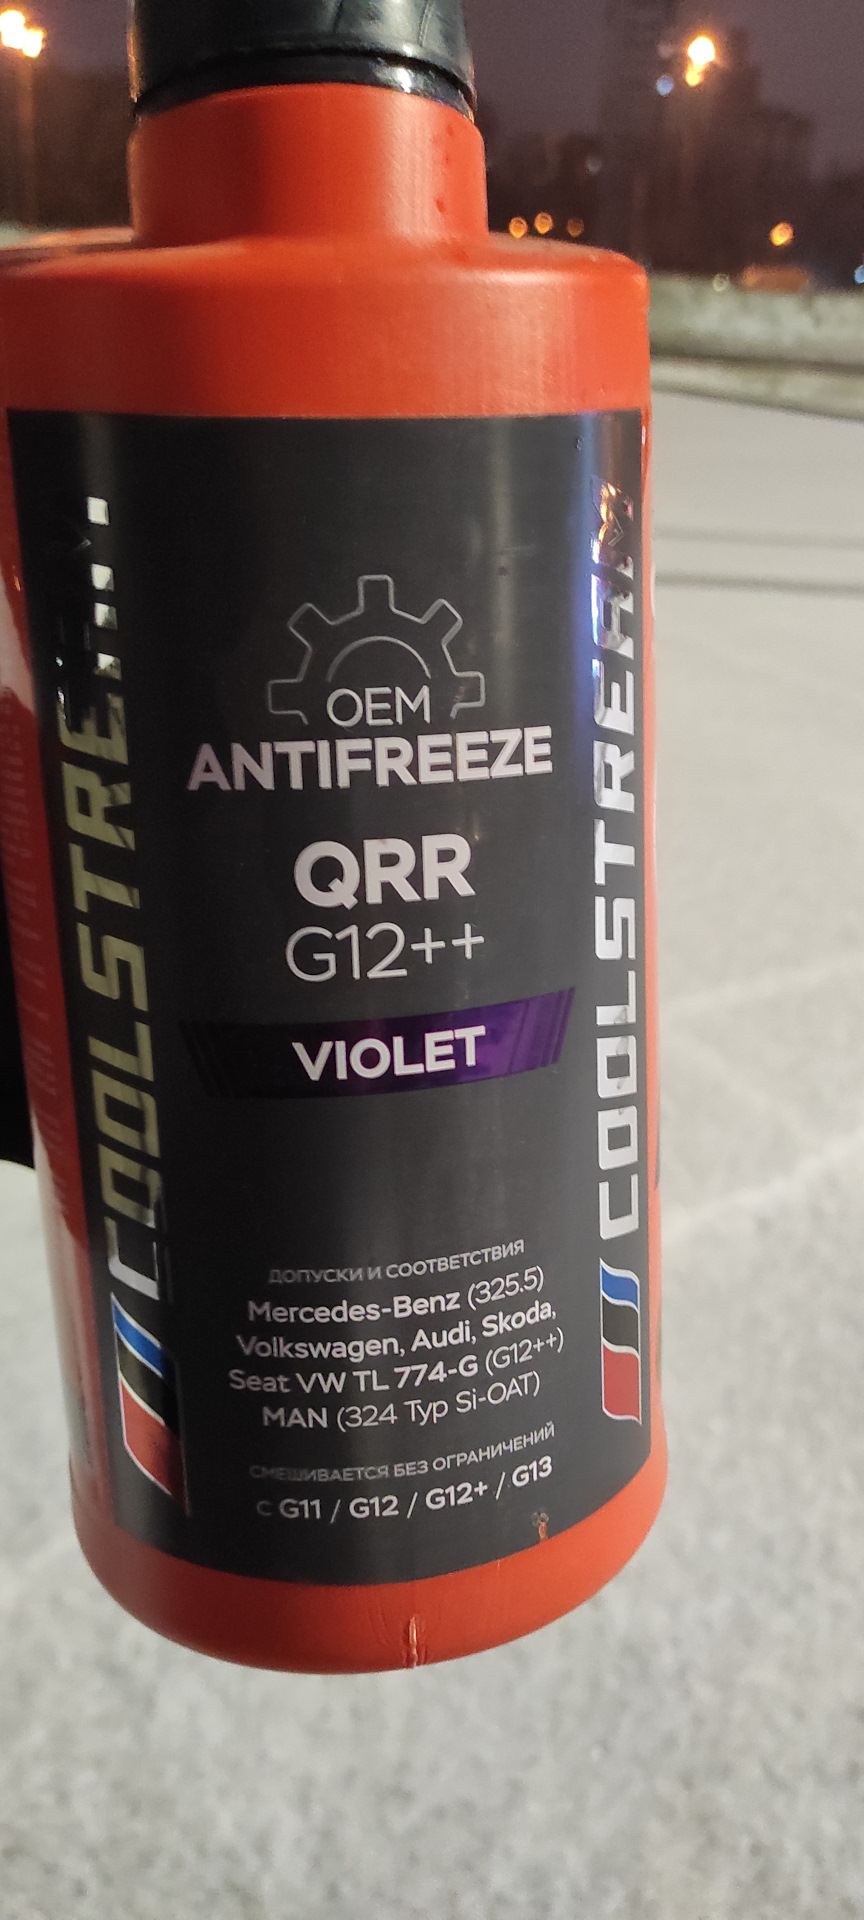 COOLSTREAM
OEM
ANTIFREEZE
QRR
G12++
VIOLET
ДОПУСКИ И СООТВЕТСТВИЯ
Mercedes-Benz (325.5)
Volkswagen, Audi, Skoda,
Seat VW TL 774-G (G12++)
MAN (324 Typ Si-OAT)
СМЕШИВАЕТСЯ БЕЗ ОГРАНИЧЕНИЙ
С G11 / G12 / G12+ / G13
COOLSTREAM